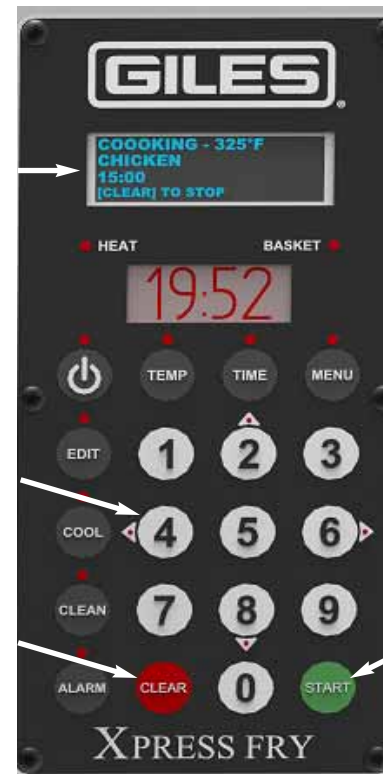 GILES
COOOKING - 325°F
CHICKEN
15:00
[CLEAR] TO STOP
HEAT BASKET
19:52
TEMP TIME MENU
EDIT 1 2 3
COOL 4 5 6
CLEAN 7 8 9
ALARM CLEAR 0 START
XPRESS FRY